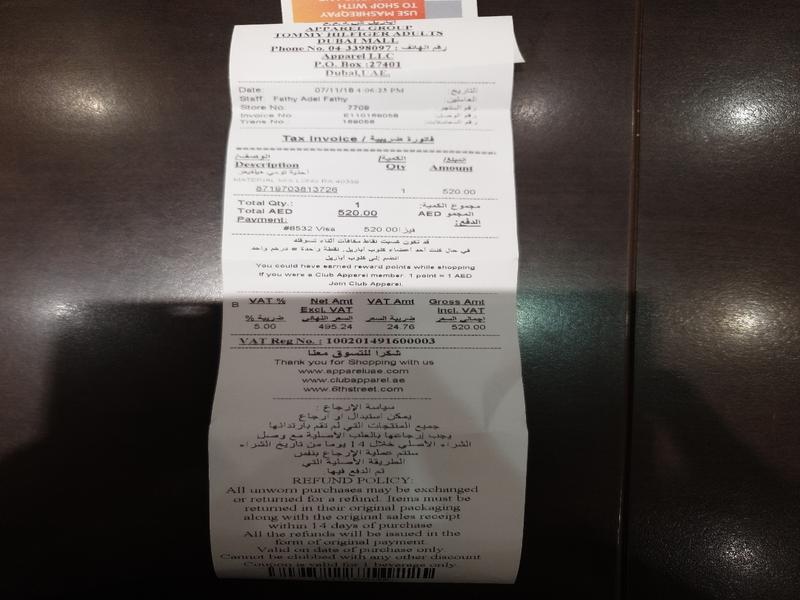 USE MASHREQPAY
TO SHOP WITH
APPAREL GROUP
TOMMY HILFIGER ADULTS
DUBAI MALL
Phone No. 04-3398097 : رقم الهاتف
Apparel LLC
P.O. Box :27401
Dubai,UAE.
Date: 07/11/18 4:06:23 PM التاريخ:
Staff Fathy Adel Fathy العاملين:
Store No. 7709 رقم المتجر
Invoice No E110169058 رقم الوصل:
Trans No. 169058 رقم المعاملات:
Tax Invoice / فاتورة ضريبية
الوصف/ الكمية/ المبلغ/
Description Qty Amount
أحذية تومي هيلفيغر
8719703813726 1 520.00
Total Qty.: 1 مجموع الكمية:
Total AED 520.00 AED المجموع
Payment: الدفع:
#8532 Visa فيزا 520.00
قد تكون كسبت نقاط مكافآت أثناء تسوقك
في حال كنت أحد أعضاء كلوب أباريل. نقطة واحدة = درهم واحد
انضم إلى كلوب أباريل
You could have earned reward points while shopping
if you were a Club Apparel member. 1 point = 1 AED
Join Club Apparel.
B VAT % Net Amt VAT Amt Gross Amt
Excl. VAT Incl. VAT
ضريبة % السعر النهائي ضريبة السعر إجمالي السعر
5.00 495.24 24.76 520.00
VAT Reg No. : 100201491600003
شكرا للتسوق معنا
Thank you for Shopping with us
www.appareluae.com
www.clubapparel.ae
www.6thstreet.com
سياسة الإرجاع :
يمكن إستبدال او ارجاع
جميع المنتجات التي لم تقم بارتدائها
يجب إرجاعها بالعلب الأصلية مع وصل
الشراء الأصلي خلال 14 يوما من تاريخ الشراء
ستتم عملية الإرجاع بنفس
الطريقة الأصلية التي
تم الدفع فيها
REFUND POLICY:
All unworn purchases may be exchanged
or returned for a refund. Items must be
returned in their original packaging
along with the original sales receipt
within 14 days of purchase
All the refunds will be issued in the
form of original payment.
Valid on date of purchase only
Cannot be clubbed with any other discount
Coupon is valid for 1 beverage only.